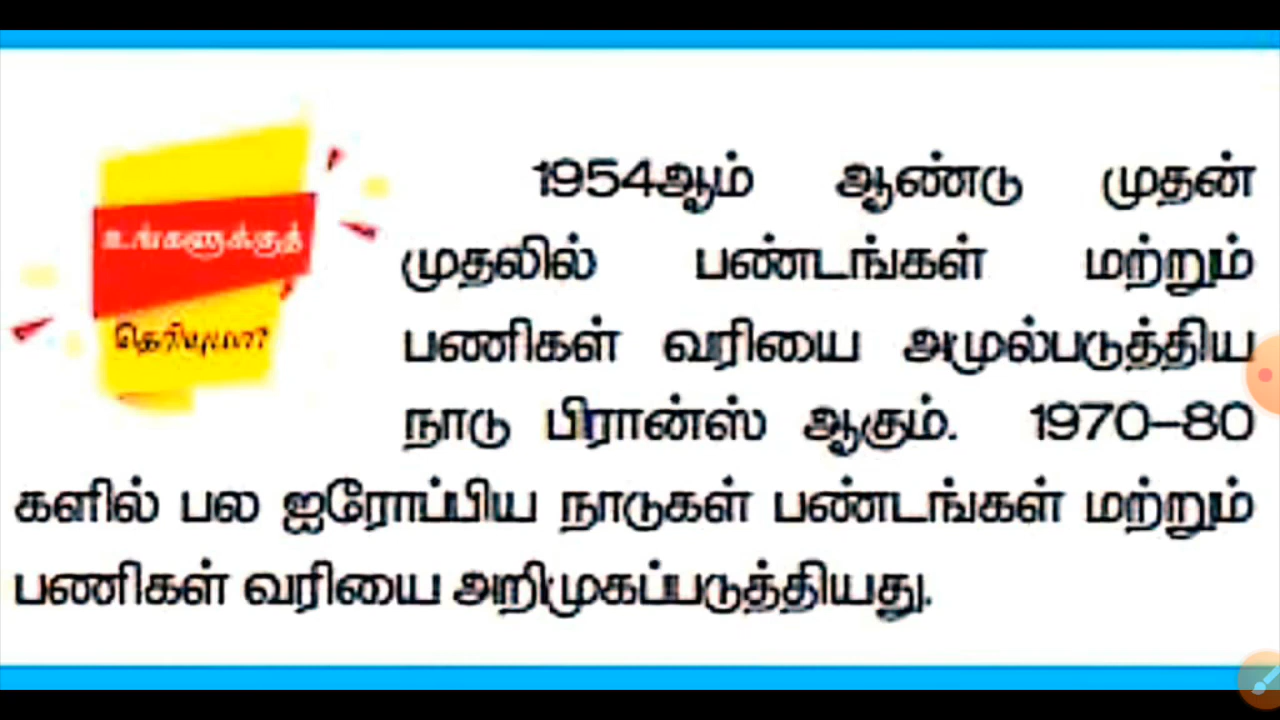 உங்களுக்குத்
தெரியுமா?
1954ஆம் ஆண்டு முதன்
முதலில் பண்டங்கள் மற்றும்
பணிகள் வரியை அமுல்படுத்திய
நாடு பிரான்ஸ் ஆகும். 1970–80
களில் பல ஐரோப்பிய நாடுகள் பண்டங்கள் மற்றும்
பணிகள் வரியை அறிமுகப்படுத்தியது.